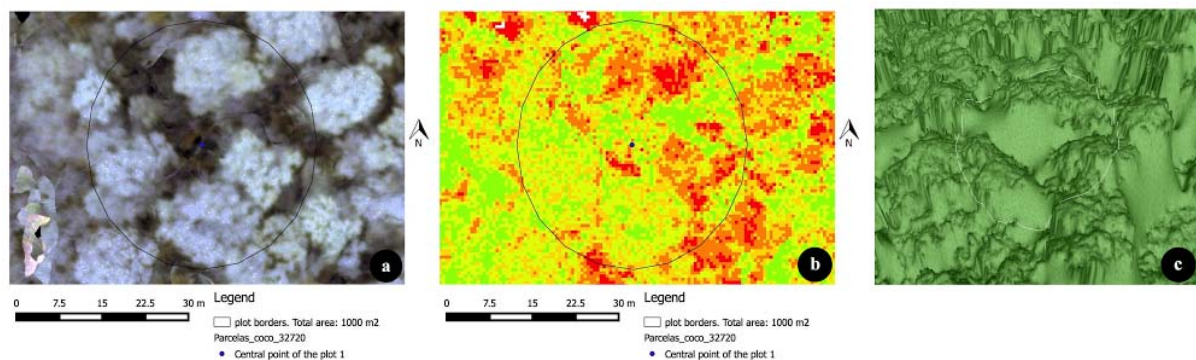 N
a
0 7.5 15 22.5 30 m
Legend
plot borders. Total area: 1000 m2
Parcelas_coco_32720
Central point of the plot 1
N
b
0 7.5 15 22.5 30 m
Legend
plot borders. Total area: 1000 m2
Parcelas_coco_32720
Central point of the plot 1
c